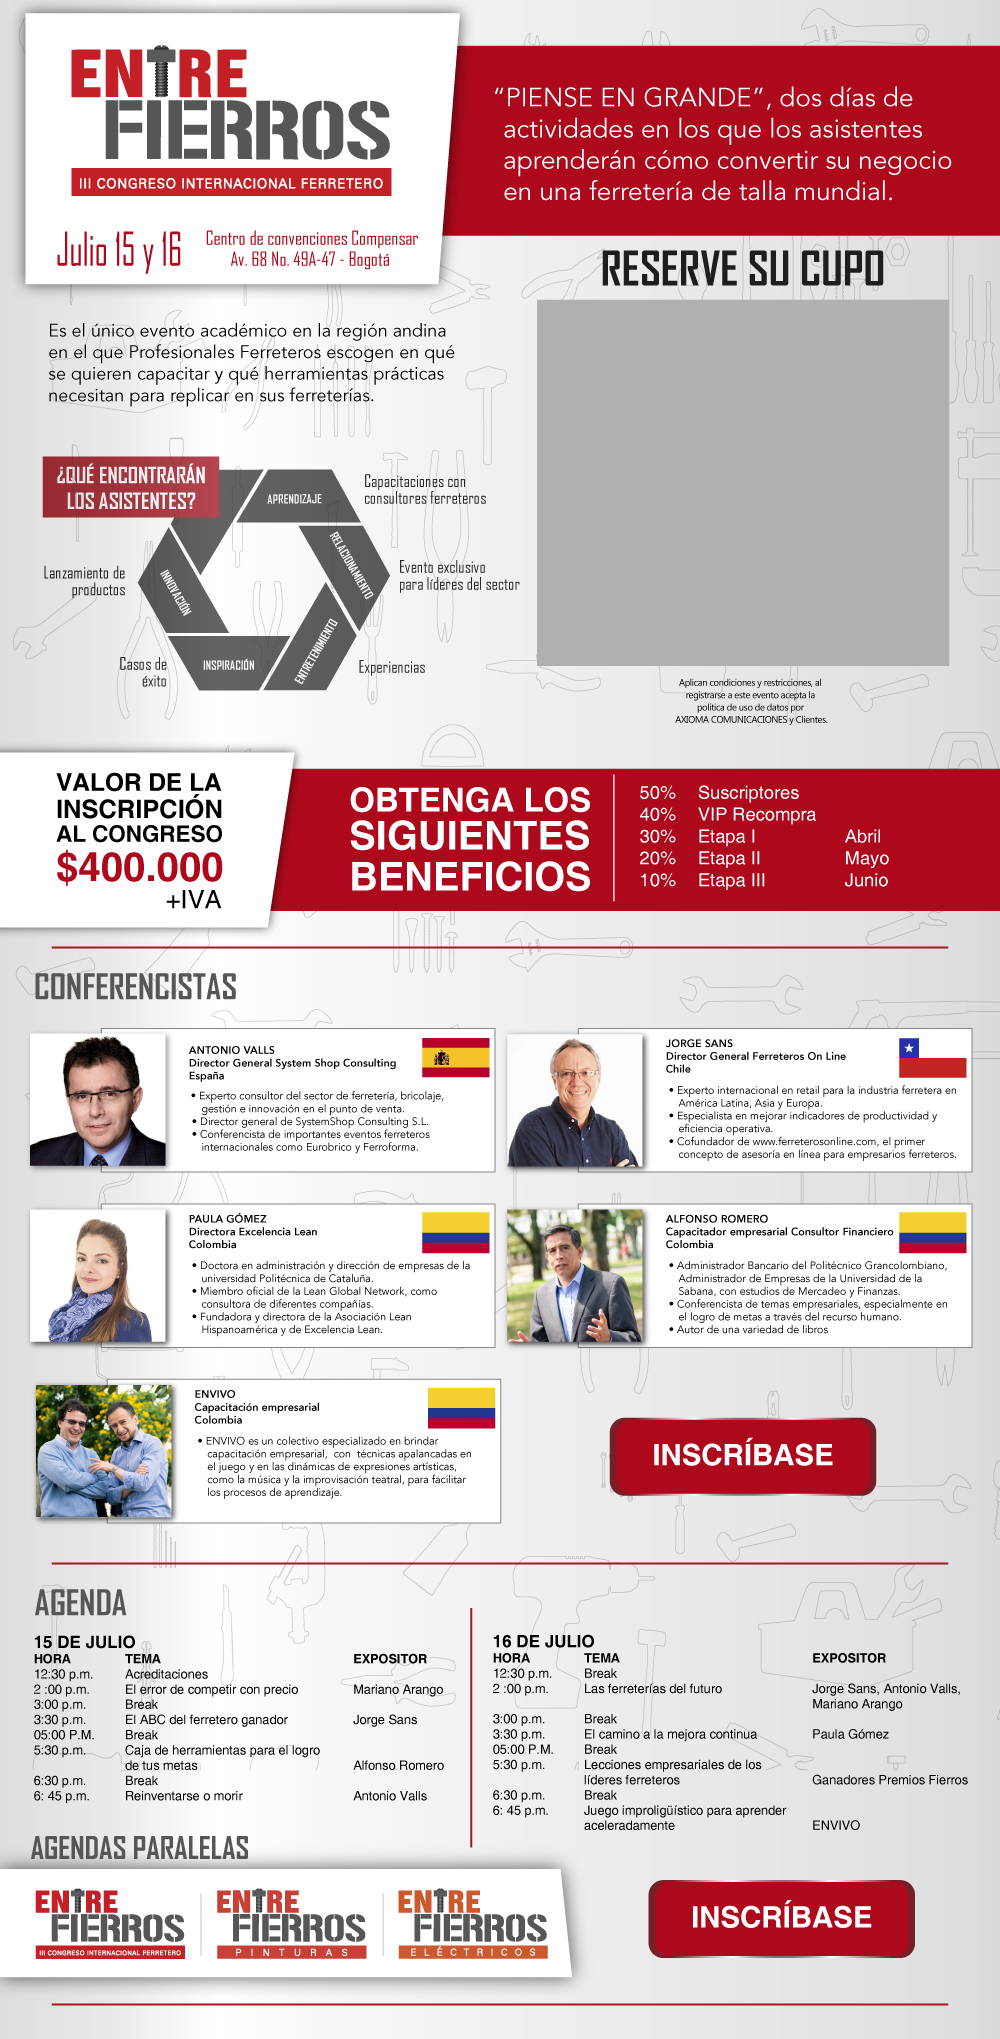 ENTRE
FIERROS
III CONGRESO INTERNACIONAL FERRETERO
Julio 15 y 16
Centro de convenciones Compensar
Av. 68 No. 49A-47 - Bogotá
“PIENSE EN GRANDE”, dos días de
actividades en los que los asistentes
aprenderán cómo convertir su negocio
en una ferretería de talla mundial.
RESERVE SU CUPO
Es el único evento académico en la región andina
en el que Profesionales Ferreteros escogen en qué
se quieren capacitar y qué herramientas prácticas
necesitan para replicar en sus ferreterías.
¿QUÉ ENCONTRARÁN
LOS ASISTENTES?
APRENDIZAJE
Capacitaciones con
consultores ferreteros
RELACIONAMIENTO
Evento exclusivo
para líderes del sector
ENTRETENIMIENTO
Experiencias
INSPIRACIÓN
Casos de
éxito
INNOVACIÓN
Lanzamiento de
productos
Aplican condiciones y restricciones, al
registrarse a este evento acepta la
política de uso de datos por
AXIOMA COMUNICACIONES y Clientes.
VALOR DE LA
INSCRIPCIÓN
AL CONGRESO
$400.000
+IVA
OBTENGA LOS
SIGUIENTES
BENEFICIOS
50% Suscriptores
40% VIP Recompra
30% Etapa I Abril
20% Etapa II Mayo
10% Etapa III Junio
CONFERENCISTAS
ANTONIO VALLS
Director General System Shop Consulting
España
• Experto consultor del sector de ferretería, bricolaje,
gestión e innovación en el punto de venta.
• Director general de SystemShop Consulting S.L.
• Conferencista de importantes eventos ferreteros
internacionales como Eurobrico y Ferroforma.
JORGE SANS
Director General Ferreteros On Line
Chile
• Experto internacional en retail para la industria ferretera en
América Latina, Asia y Europa.
• Especialista en mejorar indicadores de productividad y
eficiencia operativa.
• Cofundador de www.ferreterosonline.com, el primer
concepto de asesoría en línea para empresarios ferreteros.
PAULA GÓMEZ
Directora Excelencia Lean
Colombia
• Doctora en administración y dirección de empresas de la
universidad Politécnica de Cataluña.
• Miembro oficial de la Lean Global Network, como
consultora de diferentes compañías.
• Fundadora y directora de la Asociación Lean
Hispanoamérica y de Excelencia Lean.
ALFONSO ROMERO
Capacitador empresarial Consultor Financiero
Colombia
• Administrador Bancario del Politécnico Grancolombiano,
Administrador de Empresas de la Universidad de la
Sabana, con estudios de Mercadeo y Finanzas.
• Conferencista de temas empresariales, especialmente en
el logro de metas a través del recurso humano.
• Autor de una variedad de libros
ENVIVO
Capacitación empresarial
Colombia
• ENVIVO es un colectivo especializado en brindar
capacitación empresarial, con técnicas apalancadas en
el juego y en las dinámicas de expresiones artísticas,
como la música y la improvisación teatral, para facilitar
los procesos de aprendizaje.
INSCRÍBASE
AGENDA
15 DE JULIO
HORA TEMA EXPOSITOR
12:30 p.m. Acreditaciones
2 :00 p.m. El error de competir con precio Mariano Arango
3:00 p.m. Break
3:30 p.m. El ABC del ferretero ganador Jorge Sans
05:00 P.M. Break
5:30 p.m. Caja de herramientas para el logro
de tus metas Alfonso Romero
6:30 p.m. Break
6: 45 p.m. Reinventarse o morir Antonio Valls
16 DE JULIO
HORA TEMA EXPOSITOR
12:30 p.m. Break
2 :00 p.m. Las ferreterías del futuro Jorge Sans, Antonio Valls,
Mariano Arango
3:00 p.m. Break
3:30 p.m. El camino a la mejora continua Paula Gómez
05:00 P.M. Break
5:30 p.m. Lecciones empresariales de los
líderes ferreteros Ganadores Premios Fierros
6:30 p.m. Break
6: 45 p.m. Juego improligüístico para aprender
aceleradamente ENVIVO
AGENDAS PARALELAS
ENTRE
FIERROS
III CONGRESO INTERNACIONAL FERRETERO
ENTRE
FIERROS
PINTURAS
ENTRE
FIERROS
ELÉCTRICOS
INSCRÍBASE